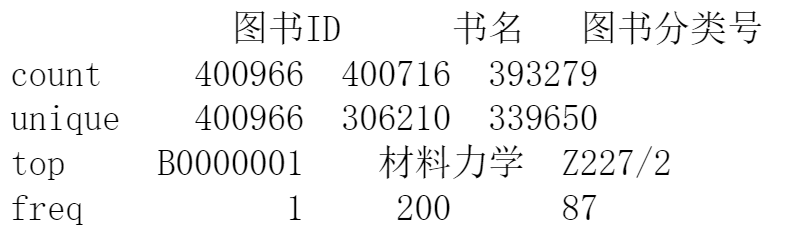 图书ID 书名 图书分类号
count 400966 400716 393279
unique 400966 306210 339650
top B0000001 材料力学 Z227/2
freq 1 200 87